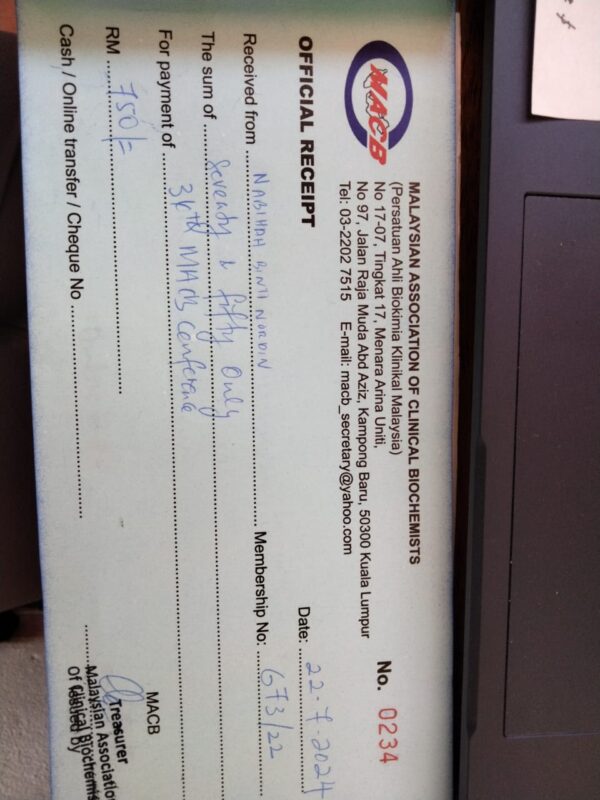 MACB
MALAYSIAN ASSOCIATION OF CLINICAL BIOCHEMISTS
(Persatuan Ahli Biokimia Klinikal Malaysia)
No 17-07, Tingkat 17, Menara Arina Uniti,
No 97, Jalan Raja Muda Abd Aziz, Kampong Baru, 50300 Kuala Lumpur
Tel: 03-2202 7515 E-mail: macb_secretary@yahoo.com
No. 0234
OFFICIAL RECEIPT
Date: 22-7-2024
Received from NABIHAH BINTI NORDIN Membership No: 673/22
The sum of Seventy & fifty Only
For payment of MACB Conference
RM 750/=
MACB
Cash / Online transfer / Cheque No
Treasurer
Malaysian Association
Of Clinical Biochemis
Issued by